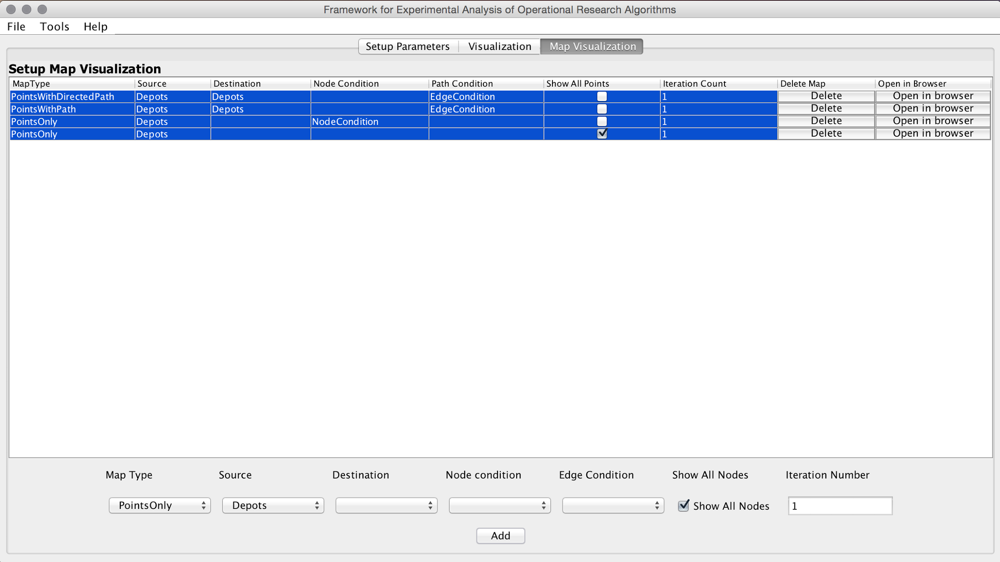 Framework for Experimental Analysis of Operational Research Algorithms
File Tools Help
Setup Parameters Visualization Map Visualization
Setup Map Visualization
MapType Source Destination Node Condition Path Condition Show All Points Iteration Count Delete Map Open in Browser
PointsWithDirectedPath Depots Depots EdgeCondition 1 Delete Open in browser
PointsWithPath Depots Depots EdgeCondition 1 Delete Open in browser
PointsOnly Depots NodeCondition 1 Delete Open in browser
PointsOnly Depots 1 Delete Open in browser
Map Type Source Destination Node condition Edge Condition Show All Nodes Iteration Number
PointsOnly Depots Show All Nodes 1
Add